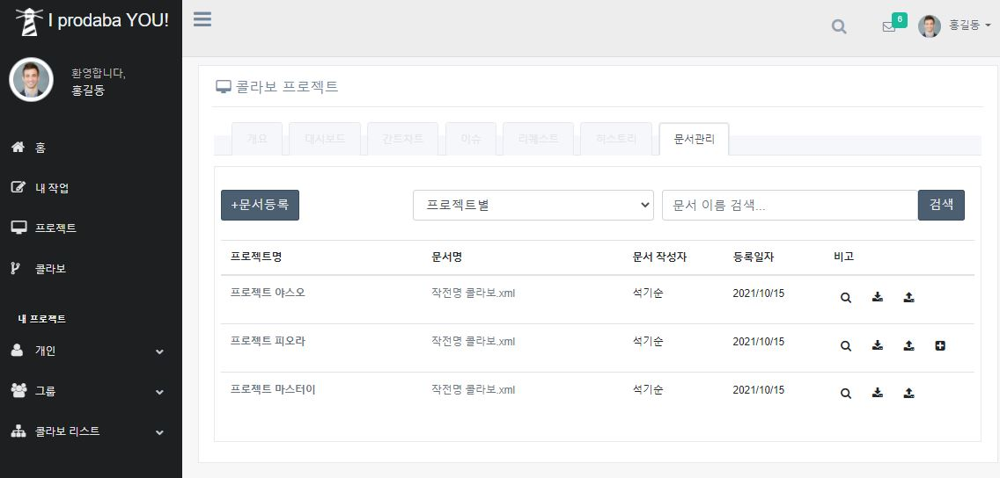 I prodaba YOU!
6
홍길동
환영합니다,
홍길동
홈
내 작업
프로젝트
콜라보
내 프로젝트
개인
그룹
콜라보 리스트
콜라보 프로젝트
개요 대시보드 간트차트 이슈 리퀘스트 히스토리 문서관리
+문서등록 프로젝트별 문서 이름 검색... 검색
프로젝트명 문서명 문서 작성자 등록일자 비고
프로젝트 야스오 작전명 콜라보.xml 석기순 2021/10/15
프로젝트 피오라 작전명 콜라보.xml 석기순 2021/10/15
프로젝트 마스터이 작전명 콜라보.xml 석기순 2021/10/15